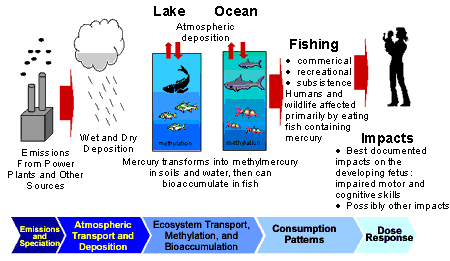 Lake
Ocean
Atmospheric
deposition
Fishing
• commerical
• recreational
• subsistence
Humans and
wildlife affected
primarily by eating
fish containing
mercury
Emissions
From Power
Plants and Other
Sources
Wet and Dry
Deposition
methylation
methylation
Mercury transforms into methylmercury
in soils and water, then can
bioaccumulate in fish
Impacts
• Best documented
impacts on the
developing fetus:
impaired motor and
cognitive skills
• Possibly other impacts
Emissions
and
Speciation
Atmospheric
Transport and
Deposition
Ecosystem Transport,
Methylation, and
Bioaccumulation
Consumption
Patterns
Dose
Response